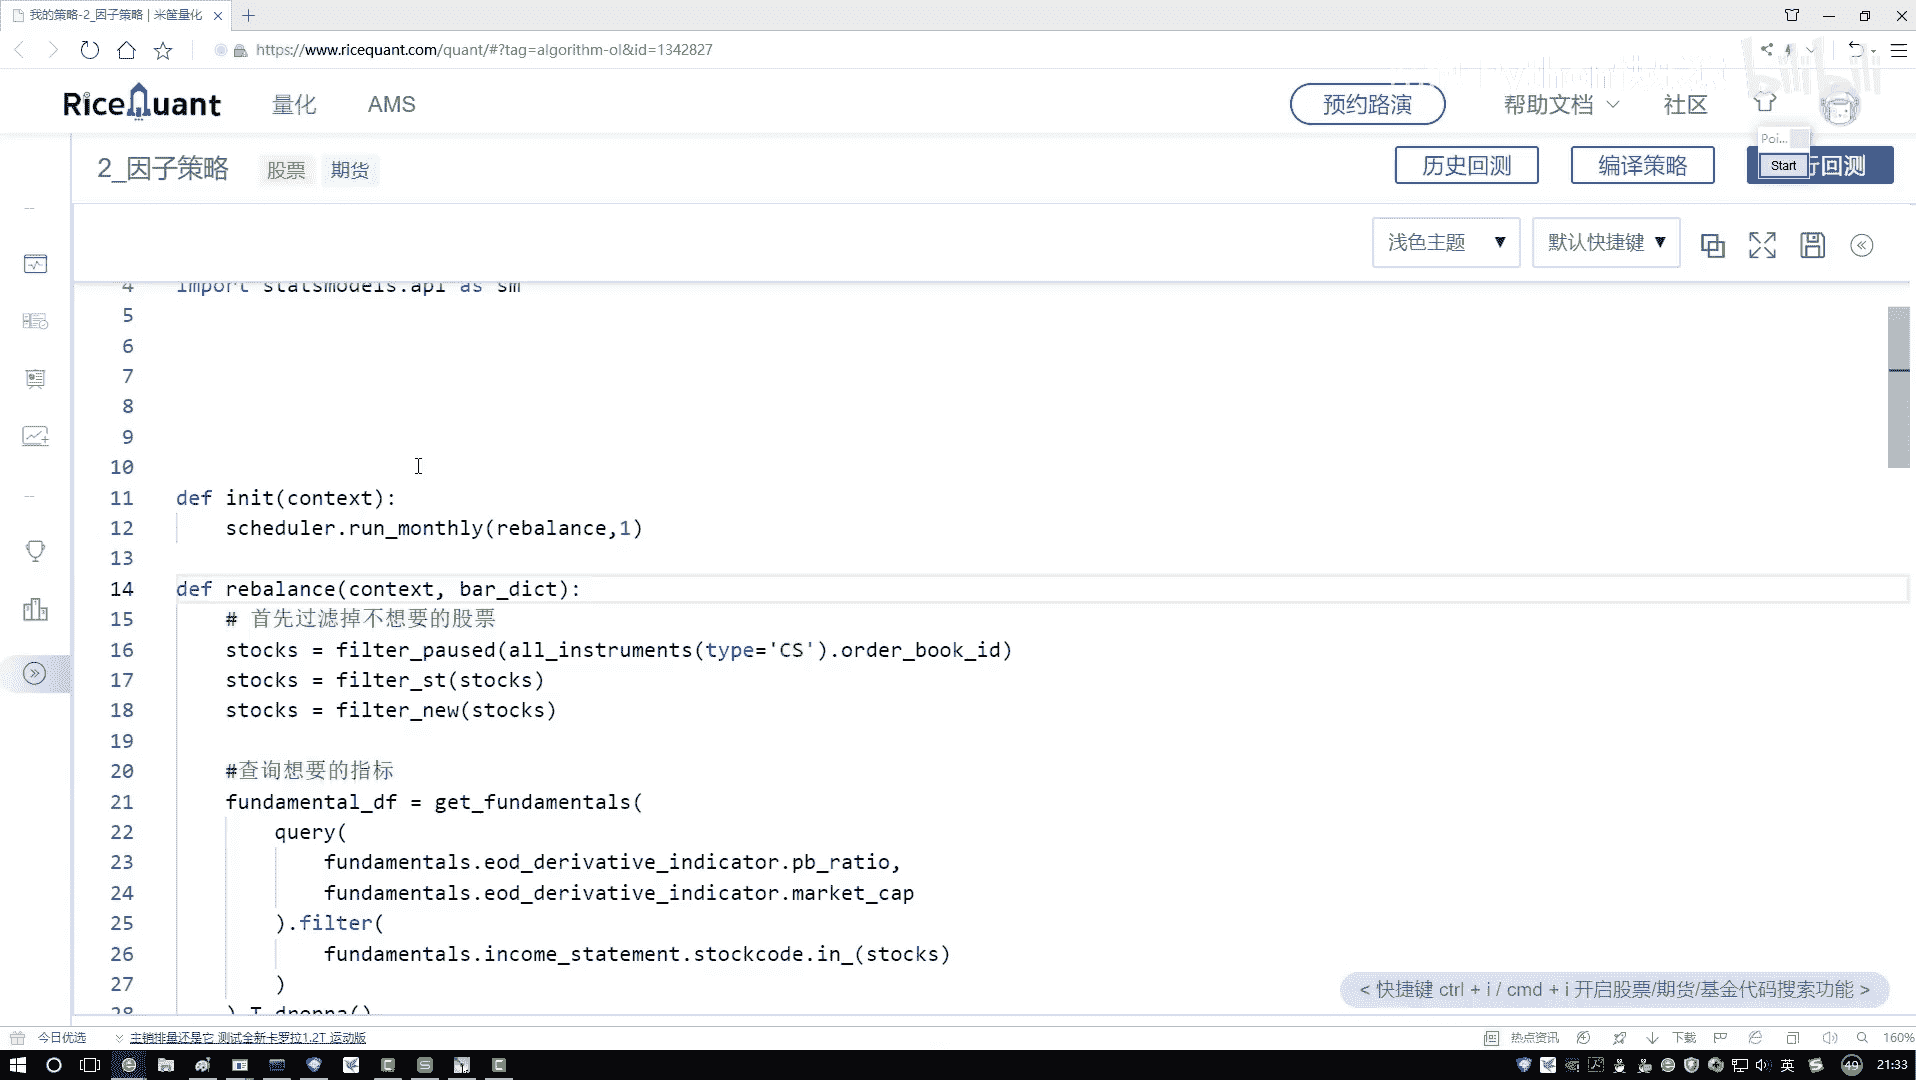 我的策略-2_因子策略 | 米筐量化
https://www.ricequant.com/quant/#?tag=algorithm-ol&id=1342827
RiceQuant 量化 AMS 预约路演 帮助文档 社区
bilibili
Poi...
2_因子策略 股票 期货 历史回测 编译策略 Start 行回测
浅色主题 默认快捷键
4 import statsmodels.api as sm
5
6
7
8
9
10
11 def init(context):
12 scheduler.run_monthly(rebalance,1)
13
14 def rebalance(context, bar_dict):
15 # 首先过滤掉不想要的股票
16 stocks = filter_paused(all_instruments(type='CS').order_book_id)
17 stocks = filter_st(stocks)
18 stocks = filter_new(stocks)
19
20 #查询想要的指标
21 fundamental_df = get_fundamentals(
22 query(
23 fundamentals.eod_derivative_indicator.pb_ratio,
24 fundamentals.eod_derivative_indicator.market_cap
25 ).filter(
26 fundamentals.income_statement.stockcode.in_(stocks)
27 )
28 ).T.dropna()
< 快捷键 ctrl + i / cmd + i 开启股票/期货/基金代码搜索功能 >
今日优选 主销排量还是它 测试全新卡罗拉1.2T 运动版 热点资讯 下载 160%
英 49 21:33